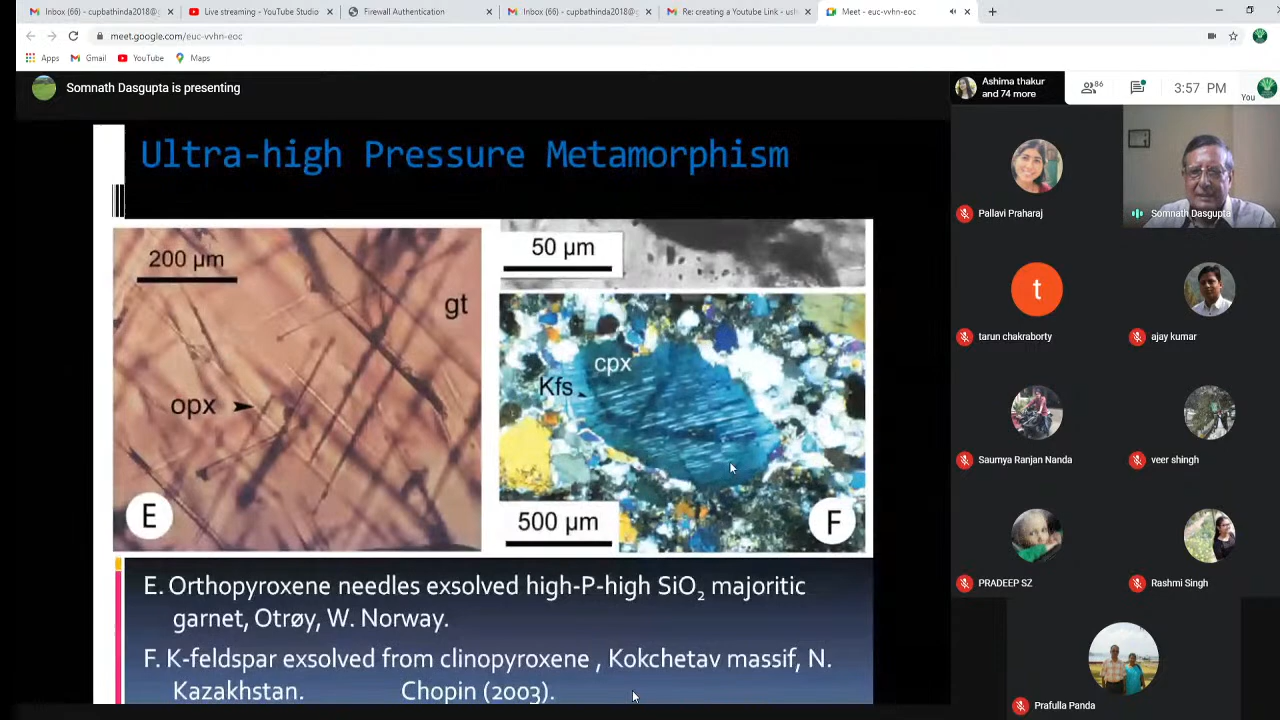 Inbox (66) - cupbathinda2018@g
Live streaming - YouTube Studio
Firewall Authentication
Inbox (66) - cupbathinda2018@g
Re: creating a Youtube Link - usin
Meet - euc-vvhn-eoc
meet.google.com/euc-vvhn-eoc
Apps
Gmail
YouTube
Maps
Somnath Dasgupta is presenting
Ashima thakur
and 74 more
86
3:57 PM
You
Ultra-high Pressure Metamorphism
200 µm
gt
opx
E
50 µm
cpx
Kfs
500 µm
F
E. Orthopyroxene needles exsolved high-P-high SiO₂ majoritic
garnet, Otrøy, W. Norway.
F. K-feldspar exsolved from clinopyroxene , Kokchetav massif, N.
Kazakhstan. Chopin (2003).
Pallavi Praharaj
Somnath Dasgupta
t
tarun chakraborty
ajay kumar
Saumya Ranjan Nanda
veer shingh
PRADEEP SZ
Rashmi Singh
Prafulla Panda